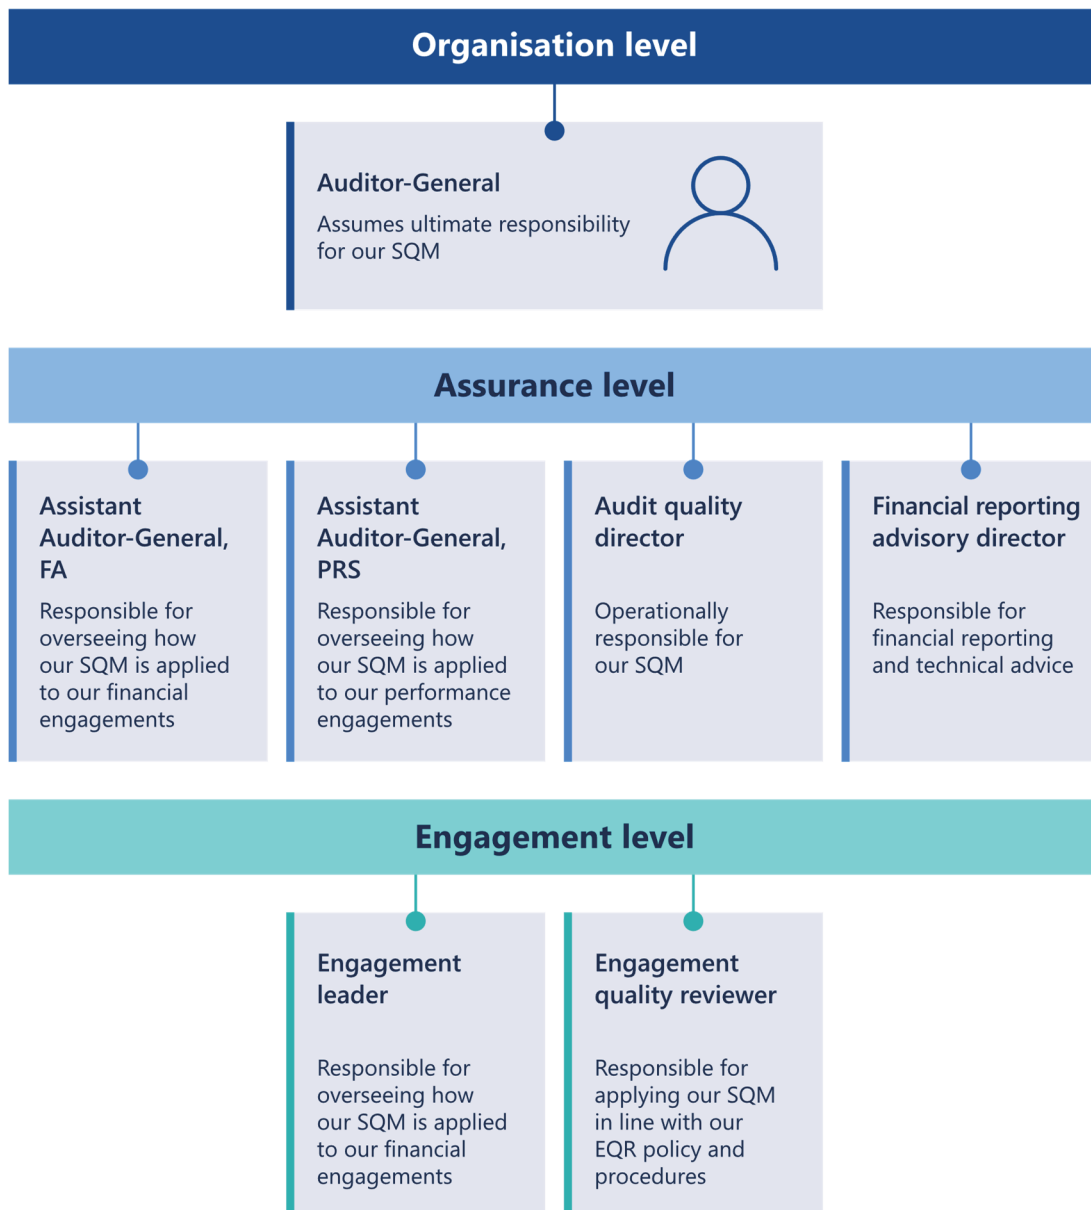 Organisation level
Auditor-General
Assumes ultimate responsibility
for our SQM
Assurance level
Assistant
Auditor-General,
FA
Responsible for
overseeing how
our SQM is applied
to our financial
engagements
Assistant
Auditor-General,
PRS
Responsible for
overseeing how
our SQM is applied
to our performance
engagements
Audit quality
director
Operationally
responsible for
our SQM
Financial reporting
advisory director
Responsible for
financial reporting
and technical advice
Engagement level
Engagement
leader
Responsible for
overseeing how
our SQM is applied
to our financial
engagements
Engagement
quality reviewer
Responsible for
applying our SQM
in line with our
EQR policy and
procedures